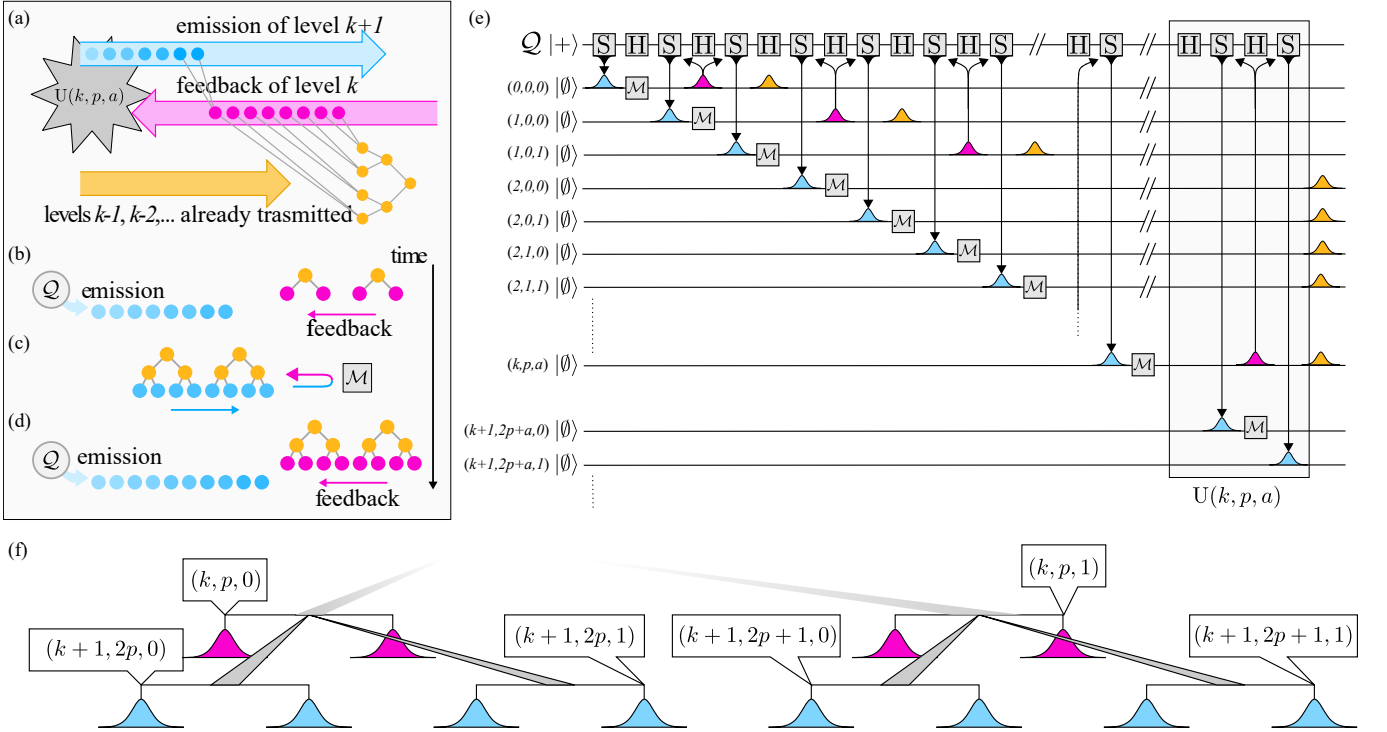 (a)
emission of level k+1
U(k, p, a)
feedback of level k
levels k-1, k-2,... already trasmitted
(b)
time
Q
emission
feedback
(c)
M
(d)
Q
emission
feedback
(e)
Q |+⟩ S H S H S H S H S H S H S // H S H S H S
(0,0,0) |∅⟩ M
(1,0,0) |∅⟩ M
(1,0,1) |∅⟩ M
(2,0,0) |∅⟩ M
(2,0,1) |∅⟩ M
(2,1,0) |∅⟩ M
(2,1,1) |∅⟩ M
(k,p,a) |∅⟩ M
(k+1,2p+a,0) |∅⟩ M
(k+1,2p+a,1) |∅⟩
U(k, p, a)
(f)
(k, p, 0) (k, p, 1)
(k + 1, 2p, 0) (k + 1, 2p, 1) (k + 1, 2p + 1, 0) (k + 1, 2p + 1, 1)